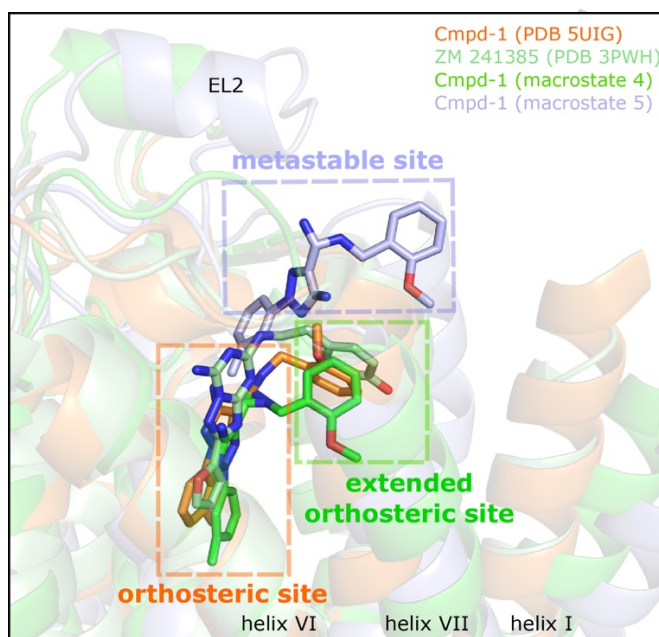 Cmpd-1 (PDB 5UIG)
ZM 241385 (PDB 3PWH)
Cmpd-1 (macrostate 4)
Cmpd-1 (macrostate 5)
EL2
metastable site
extended
orthosteric site
orthosteric site
helix VI
helix VII
helix I